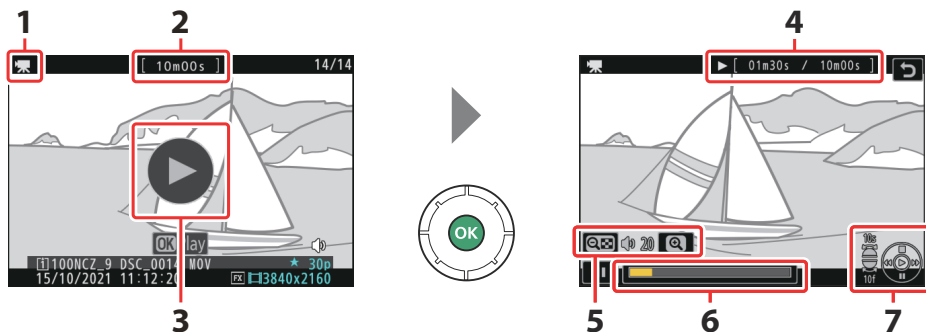 1
2
4
[ 10m00s ]
14/14
[ 01m30s / 10m00s ]
OK
OK
20
10s
10f
100NCZ_9 DSC_0014 MOV
★ 30p
15/10/2021 11:12:20
FX 3840x2160
3
5
6
7